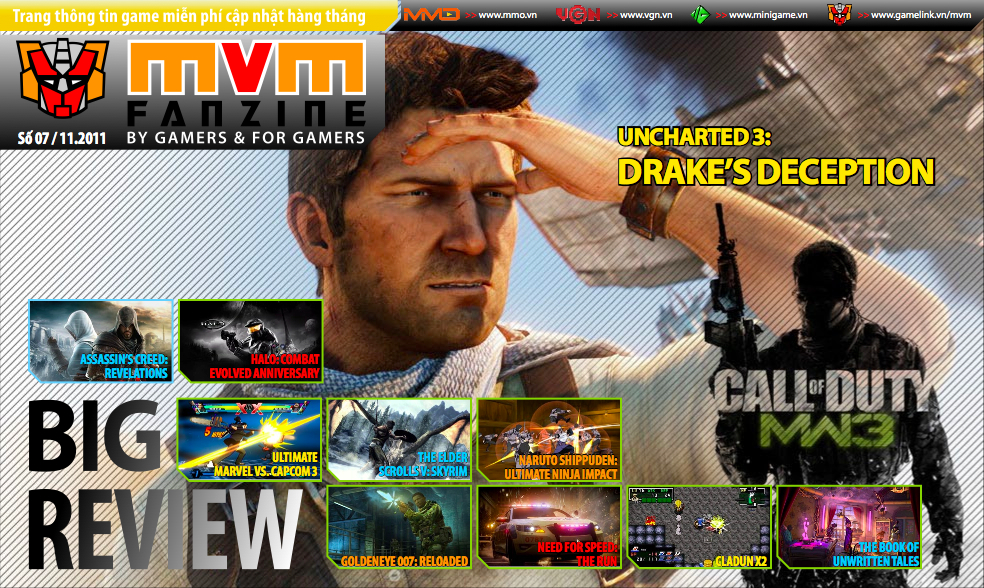 Trang thông tin game miễn phí cập nhật hàng tháng
MMO >> www.mmo.vn
VGN >> www.vgn.vn
>> www.minigame.vn
>> www.gamelink.vn/mvm
mvm
FANZINE
Số 07 / 11.2011
BY GAMERS & FOR GAMERS
UNCHARTED 3:
DRAKE'S DECEPTION
CALL OF DUTY
MW3
ASSASSIN'S CREED:
REVELATIONS
HALO
HALO: COMBAT
EVOLVED ANNIVERSARY
BIG
REVIEW
ULTIMATE
MARVEL VS. CAPCOM 3
THE ELDER
SCROLLS V: SKYRIM
NARUTO SHIPPUDEN:
ULTIMATE NINJA IMPACT
GOLDENEYE 007: RELOADED
NEED FOR SPEED:
THE RUN
CLADUN X2
THE BOOK OF
UNWRITTEN TALES